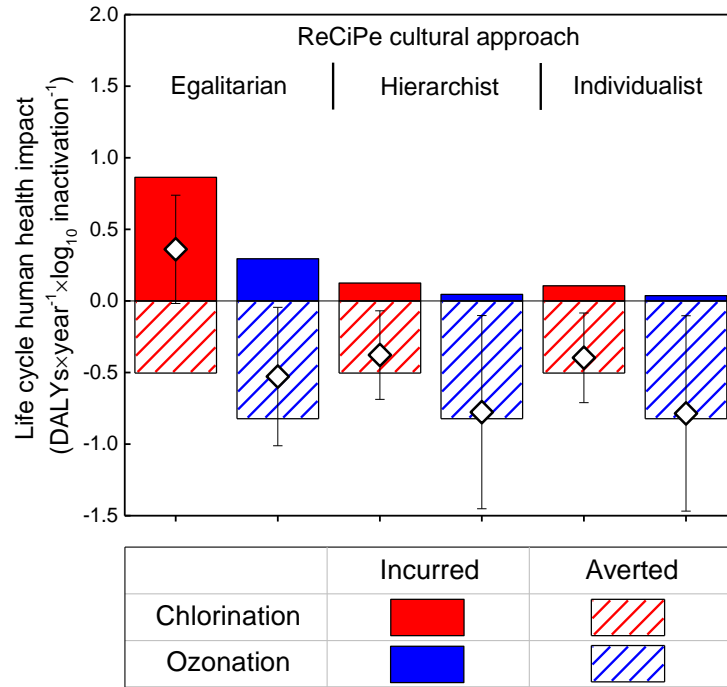 ReCiPe cultural approach
Egalitarian
Hierarchist
Individualist
Life cycle human health impact
(DALYs×year⁻¹×log₁₀ inactivation⁻¹)
2.0
1.5
1.0
0.5
0.0
-0.5
-1.0
-1.5
Incurred Averted
Chlorination
Ozonation